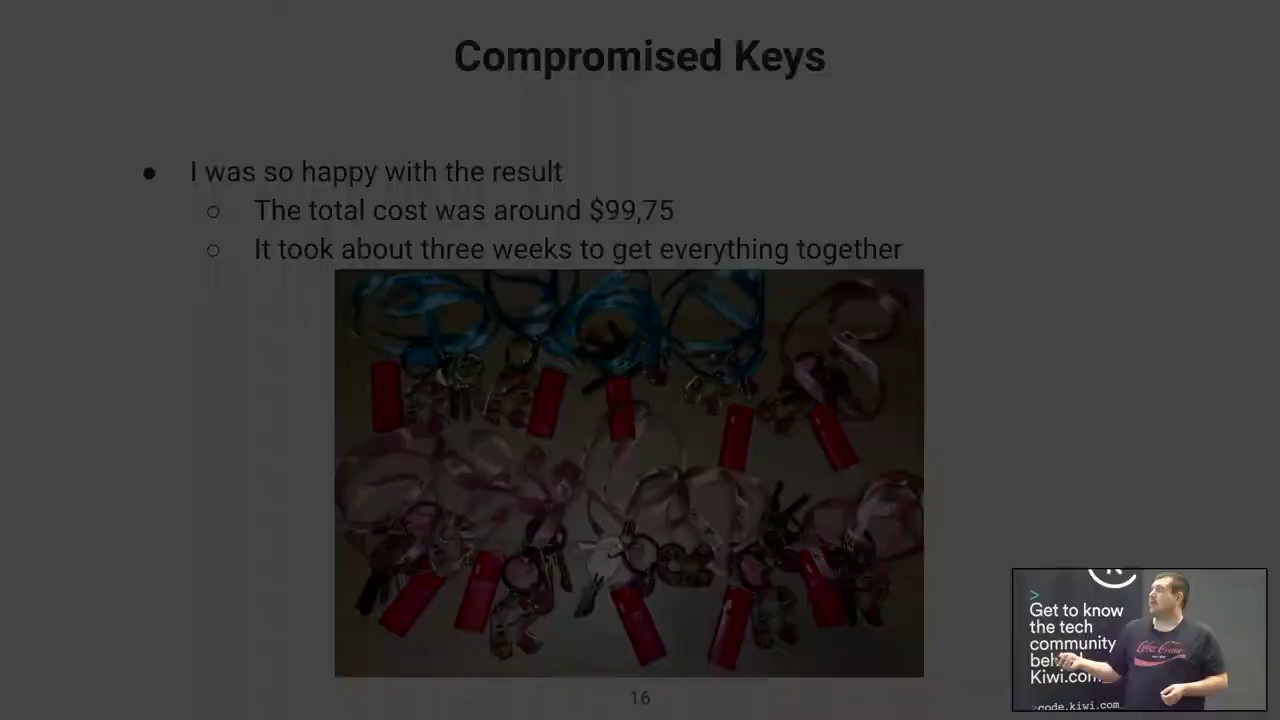 Compromised Keys
● I was so happy with the result
○ The total cost was around $99,75
○ It took about three weeks to get everything together
16
>
Get to know
the tech
community
Kiwi.com
>code.kiwi.com